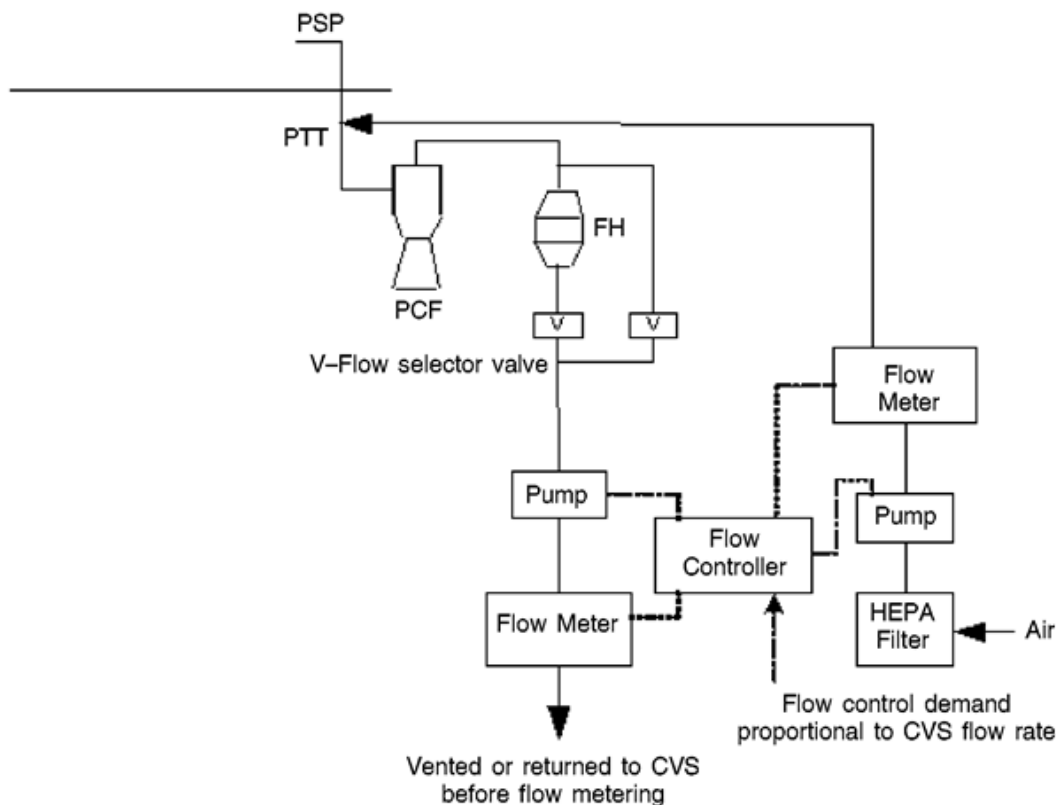 PSP
PTT
FH
PCF
V
V
V–Flow selector valve
Flow
Meter
Pump
Pump
Flow
Controller
Flow Meter
HEPA
Filter
Air
Flow control demand
proportional to CVS flow rate
Vented or returned to CVS
before flow metering